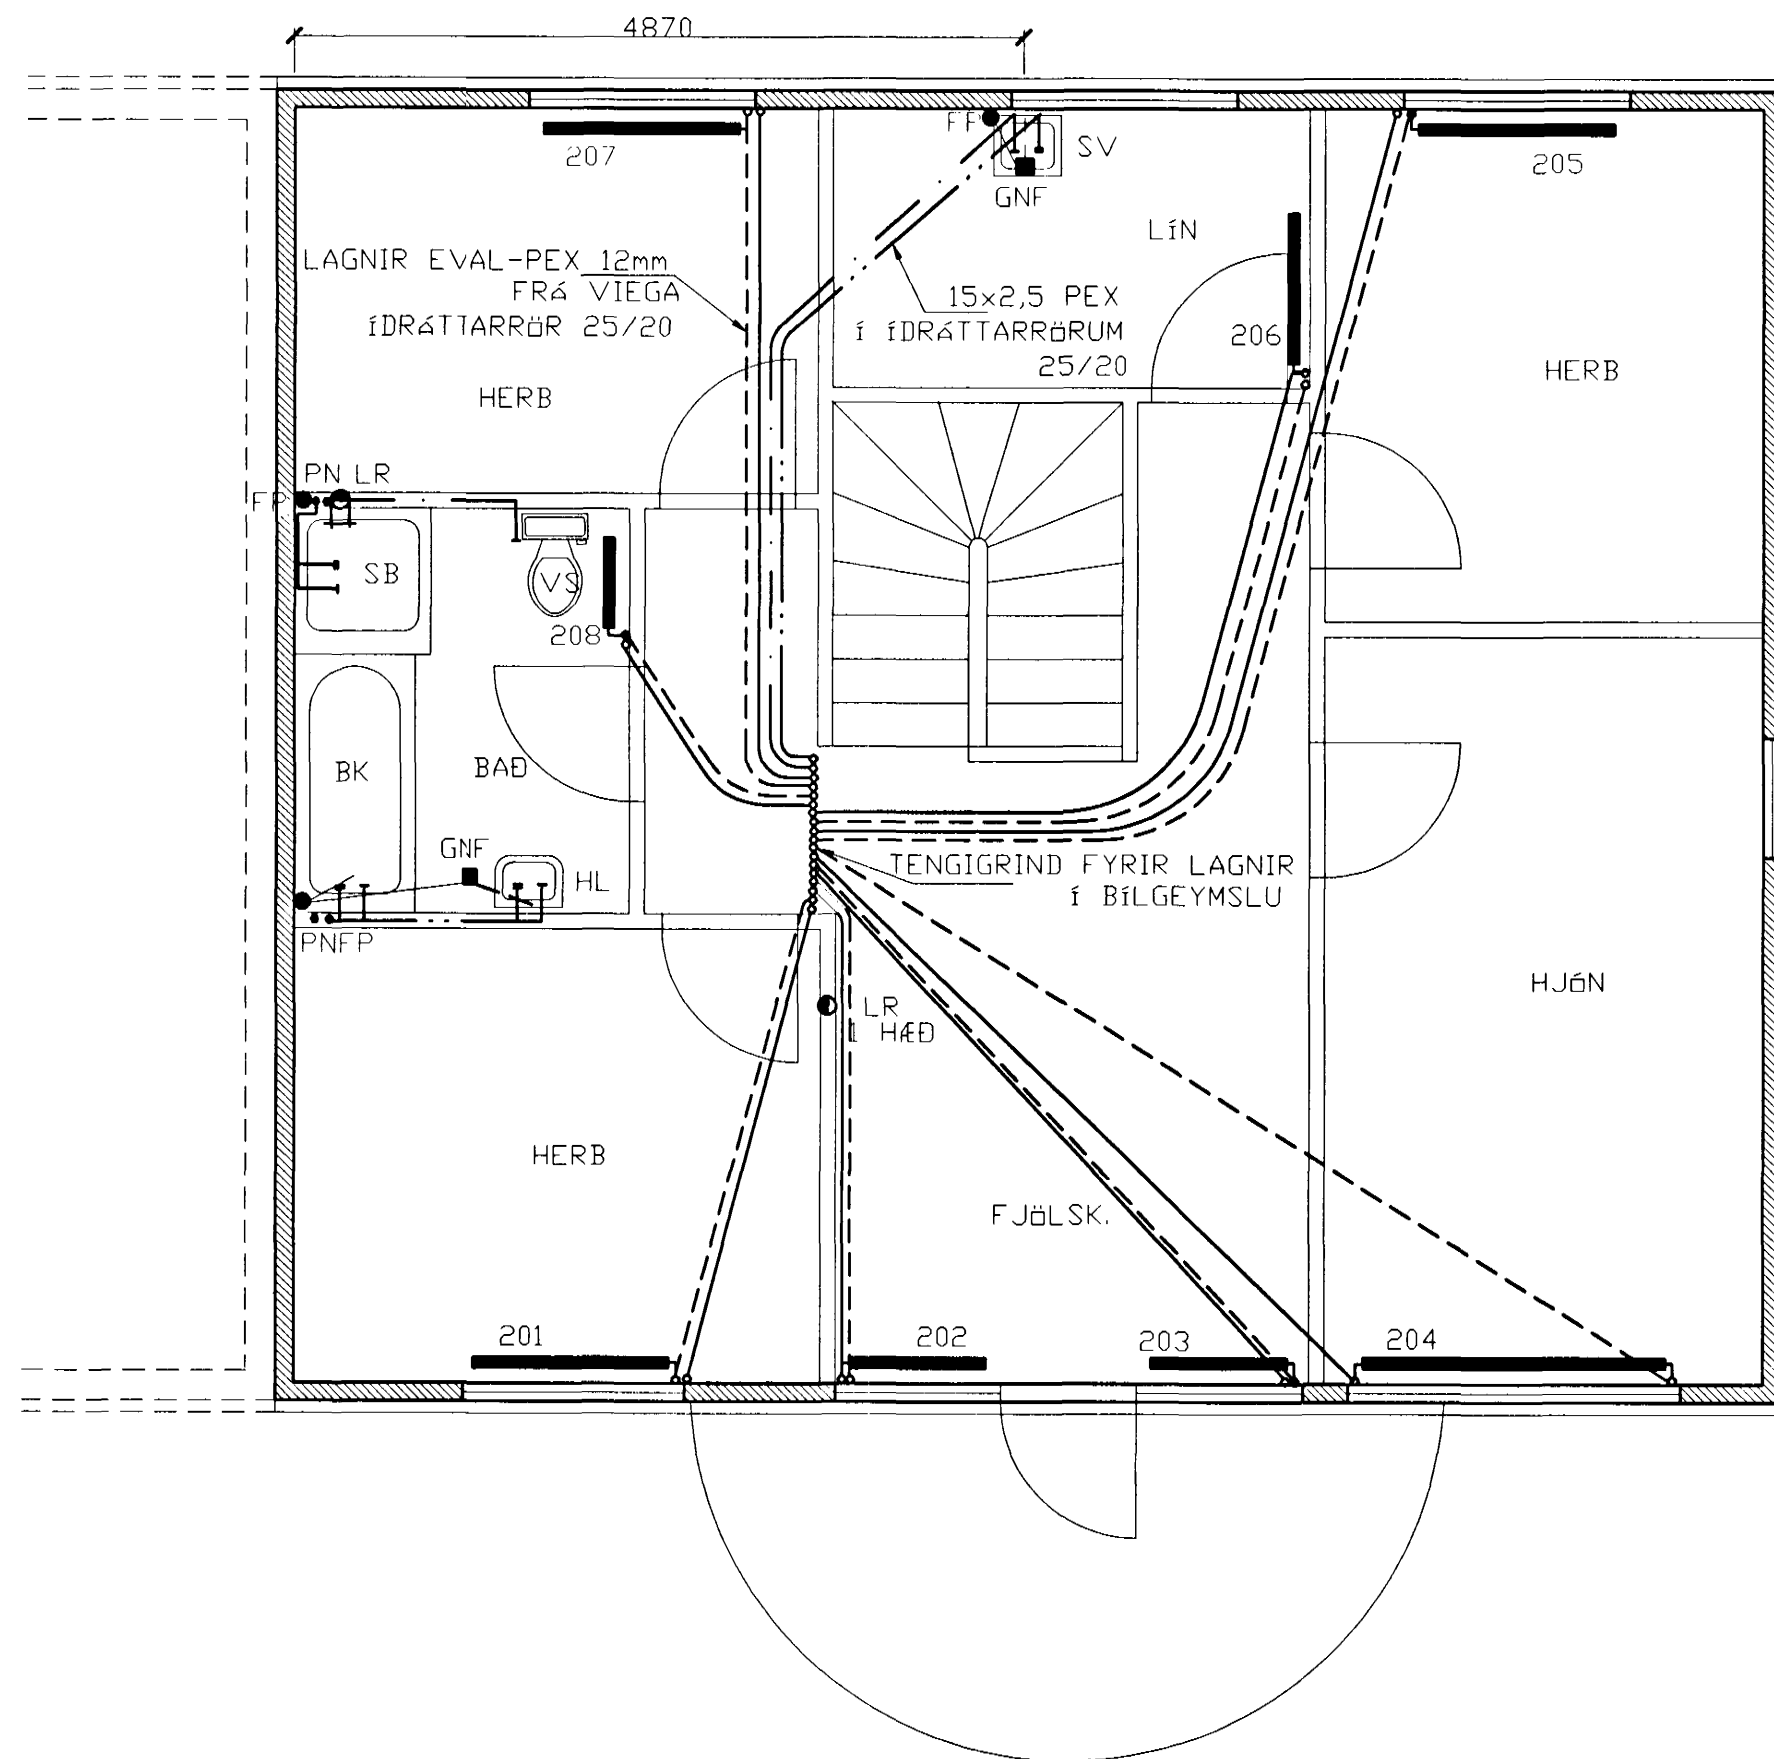 4870
207
FP
SV
GNF
205
LÍN
LAGNIR EVAL-PEX 12mm
FRÁ VIEGA
ÍDRÁTTARRÖR 25/20
15x2,5 PEX
Í ÍDRÁTTARRÖRUM
25/20
206
HERB
HERB
PN LR
FP
SB
VS
208
BK
BAÐ
GNF
HL
TENGIGRIND FYRIR LAGNIR
Í BÍLGEYMSLU
PNFP
HJÓN
LR
1 HÆÐ
HERB
FJÖLSK.
201
202
203
204